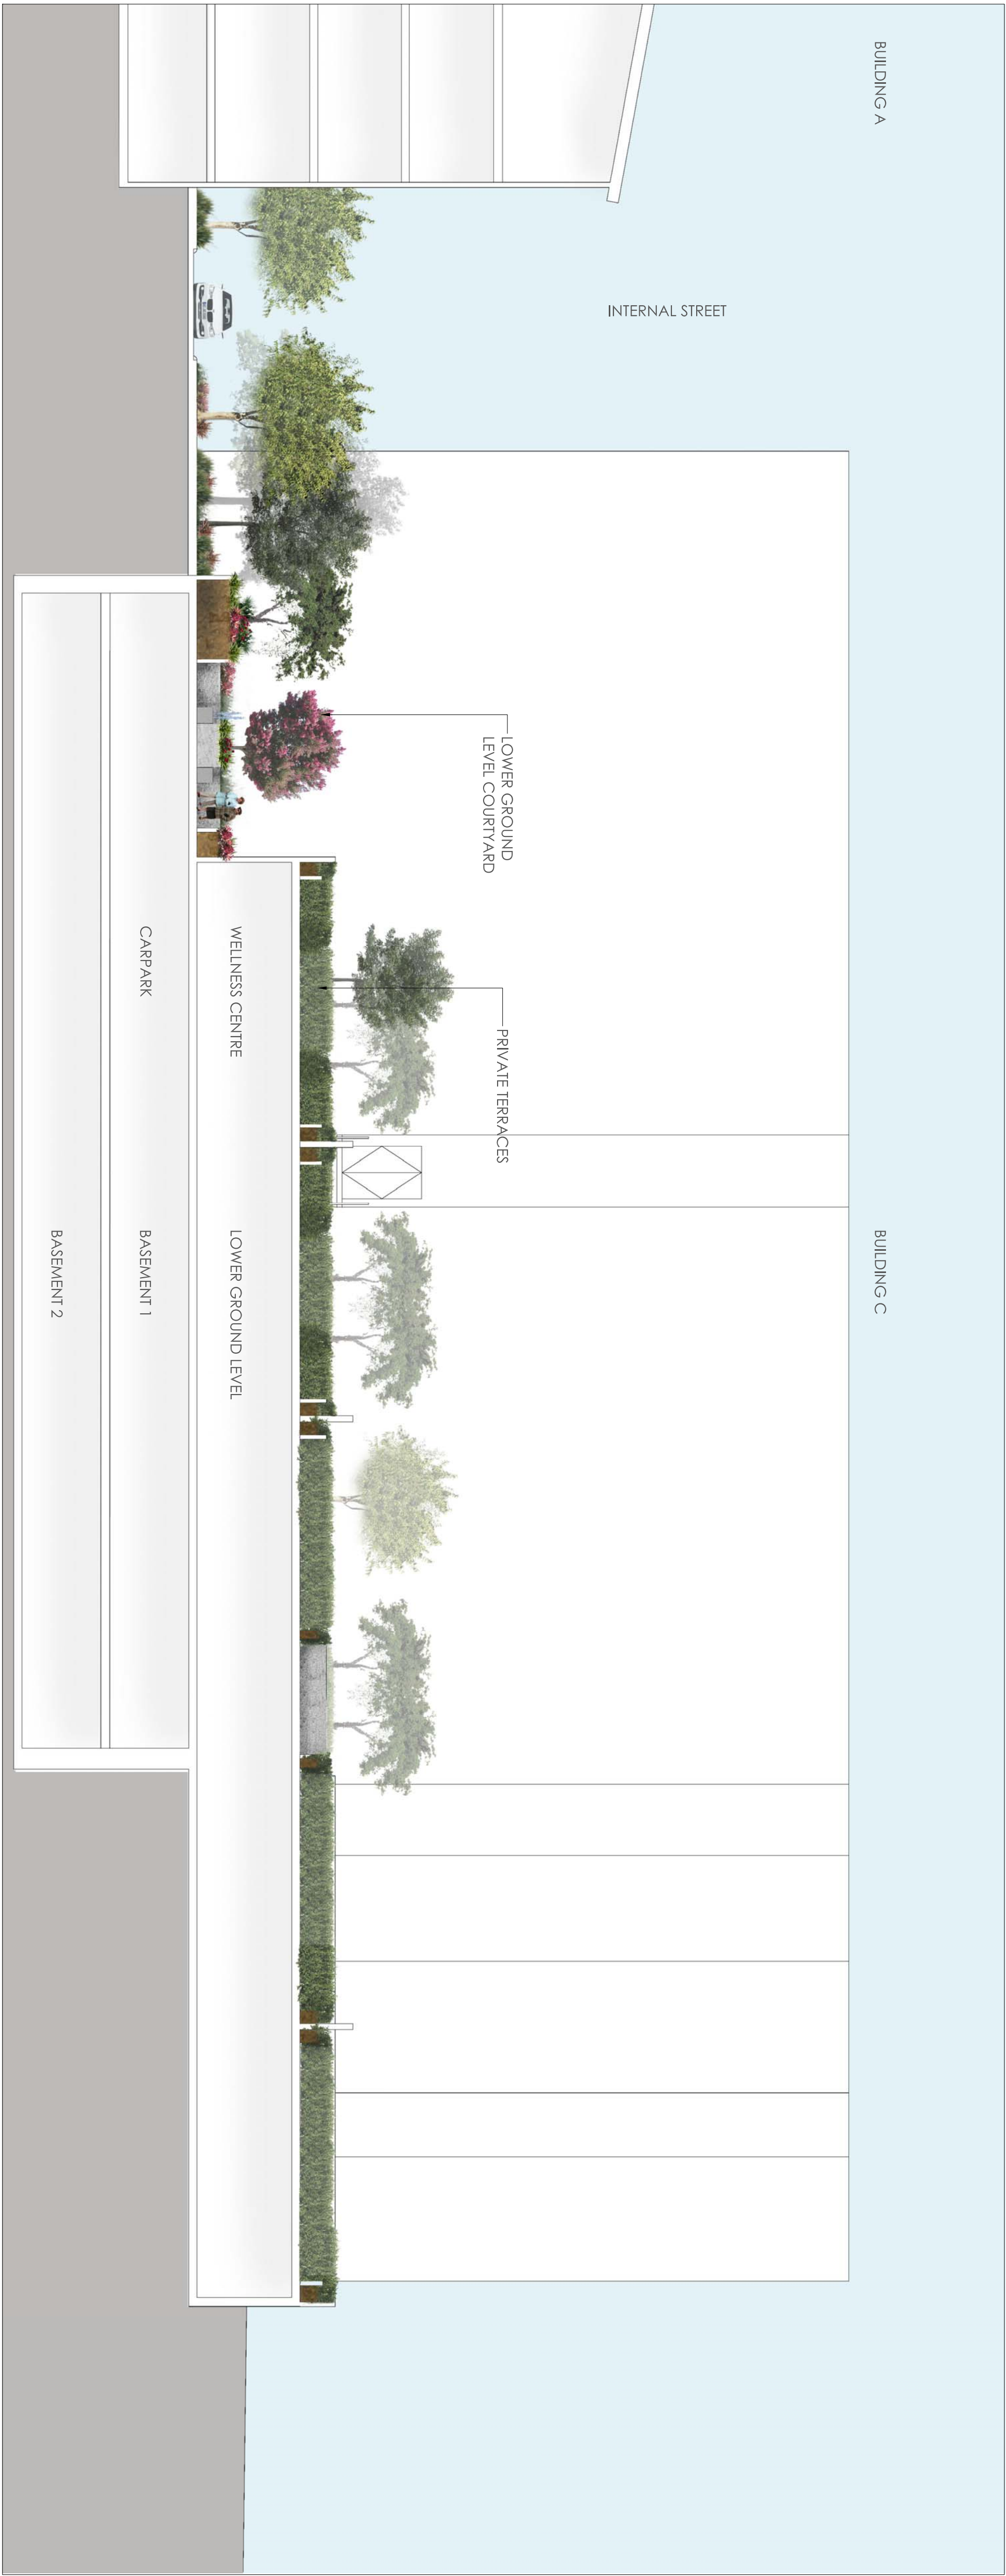 BUILDING A
BUILDING C
INTERNAL STREET
LOWER GROUND
LEVEL COURTYARD
PRIVATE TERRACES
WELLNESS CENTRE
LOWER GROUND LEVEL
CARPARK
BASEMENT 1
BASEMENT 2